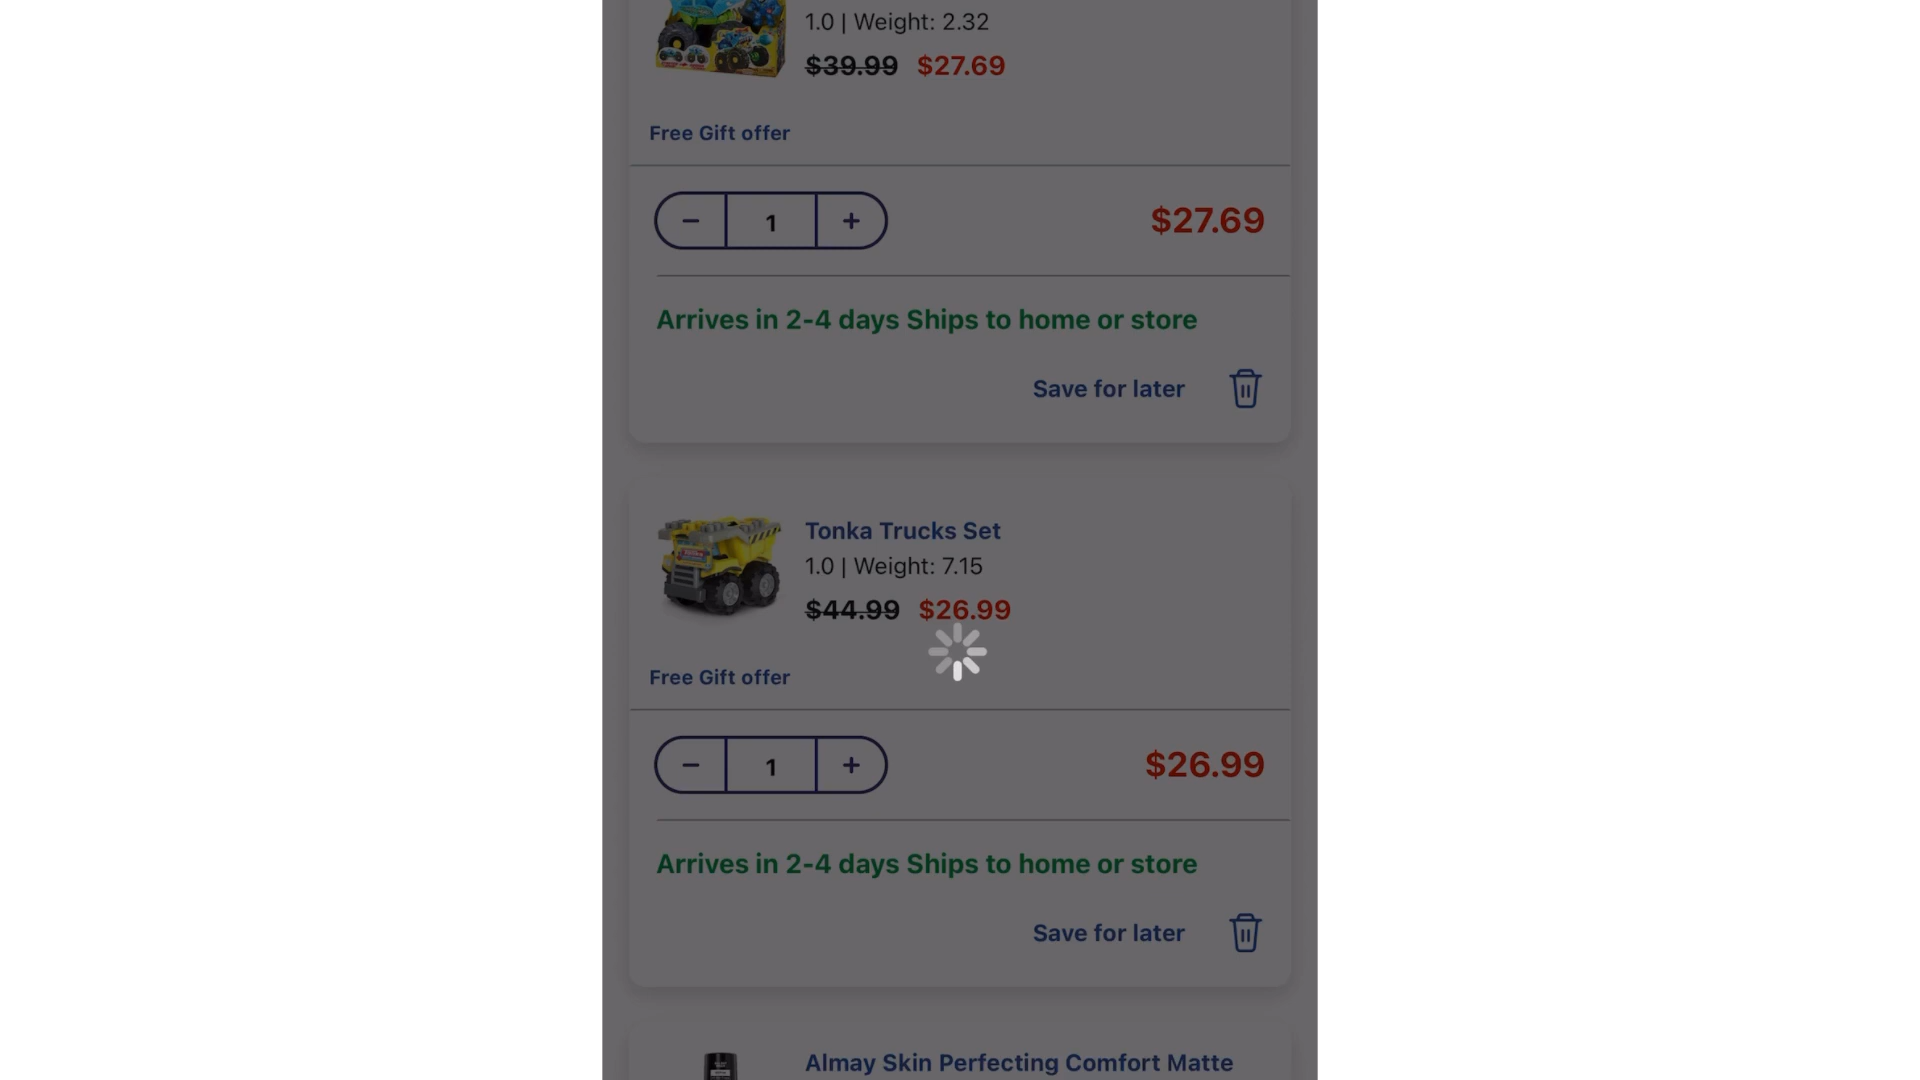 1.0 | Weight: 2.32
$39.99 $27.69
Free Gift offer
− 1 + $27.69
Arrives in 2-4 days Ships to home or store
Save for later
Tonka Trucks Set
1.0 | Weight: 7.15
$44.99 $26.99
Free Gift offer
− 1 + $26.99
Arrives in 2-4 days Ships to home or store
Save for later
Almay Skin Perfecting Comfort Matte